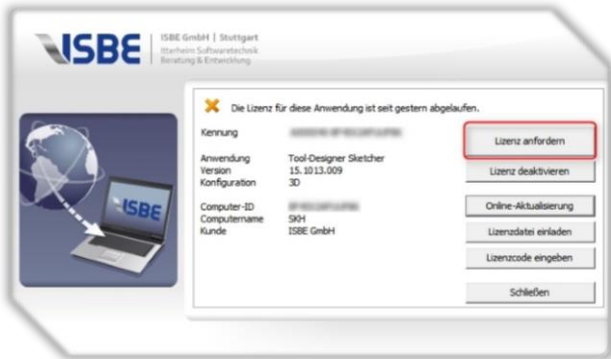 ISBE
ISBE GmbH | Stuttgart
Itterheim Softwaretechnik
Beratung & Entwicklung
Die Lizenz für diese Anwendung ist seit gestern abgelaufen.
Kennung
Lizenz anfordern
Anwendung Tool-Designer Sketcher
Version 15.1013.009
Konfiguration 3D
Lizenz deaktivieren
Computer-ID
Computername SKH
Kunde ISBE GmbH
Online-Aktualisierung
Lizenzdatei einladen
Lizenzcode eingeben
Schließen
ISBE